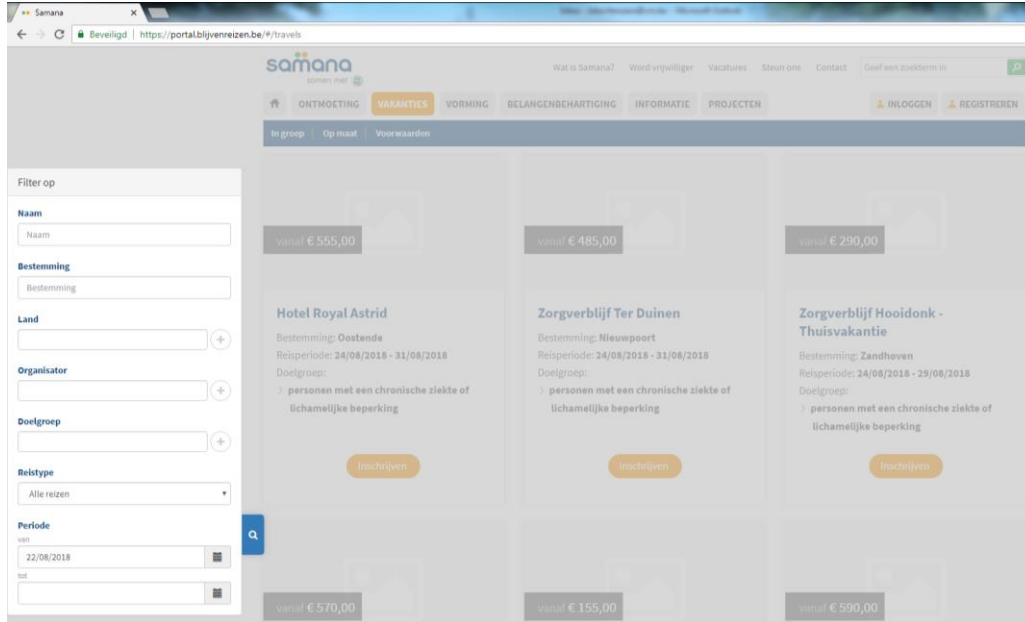 Samana
Beveiligd | https://portal.blijvenreizen.be/#/travels
samana
samen met
Wat is Samana? Word vrijwilliger Vacatures Steun ons Contact Geef een zoekterm in
ONTMOETING VAKANTIES VORMING BELANGENBEHARTIGING INFORMATIE PROJECTEN INLOGGEN REGISTREREN
In groep | Op maat | Voorwaarden
Filter op
Naam
Naam
Bestemming
Bestemming
Land
Organisator
Doelgroep
Reistype
Alle reizen
Periode
van
22/08/2018
tot
vanaf € 555,00
Hotel Royal Astrid
Bestemming: Oostende
Reisperiode: 24/08/2018 - 31/08/2018
Doelgroep:
personen met een chronische ziekte of
lichamelijke beperking
Inschrijven
vanaf € 485,00
Zorgverblijf Ter Duinen
Bestemming: Nieuwpoort
Reisperiode: 24/08/2018 - 31/08/2018
Doelgroep:
personen met een chronische ziekte of
lichamelijke beperking
Inschrijven
vanaf € 290,00
Zorgverblijf Hooidonk -
Thuisvakantie
Bestemming: Zandhoven
Reisperiode: 24/08/2018 - 29/08/2018
Doelgroep:
personen met een chronische ziekte of
lichamelijke beperking
Inschrijven
vanaf € 570,00
vanaf € 155,00
vanaf € 590,00